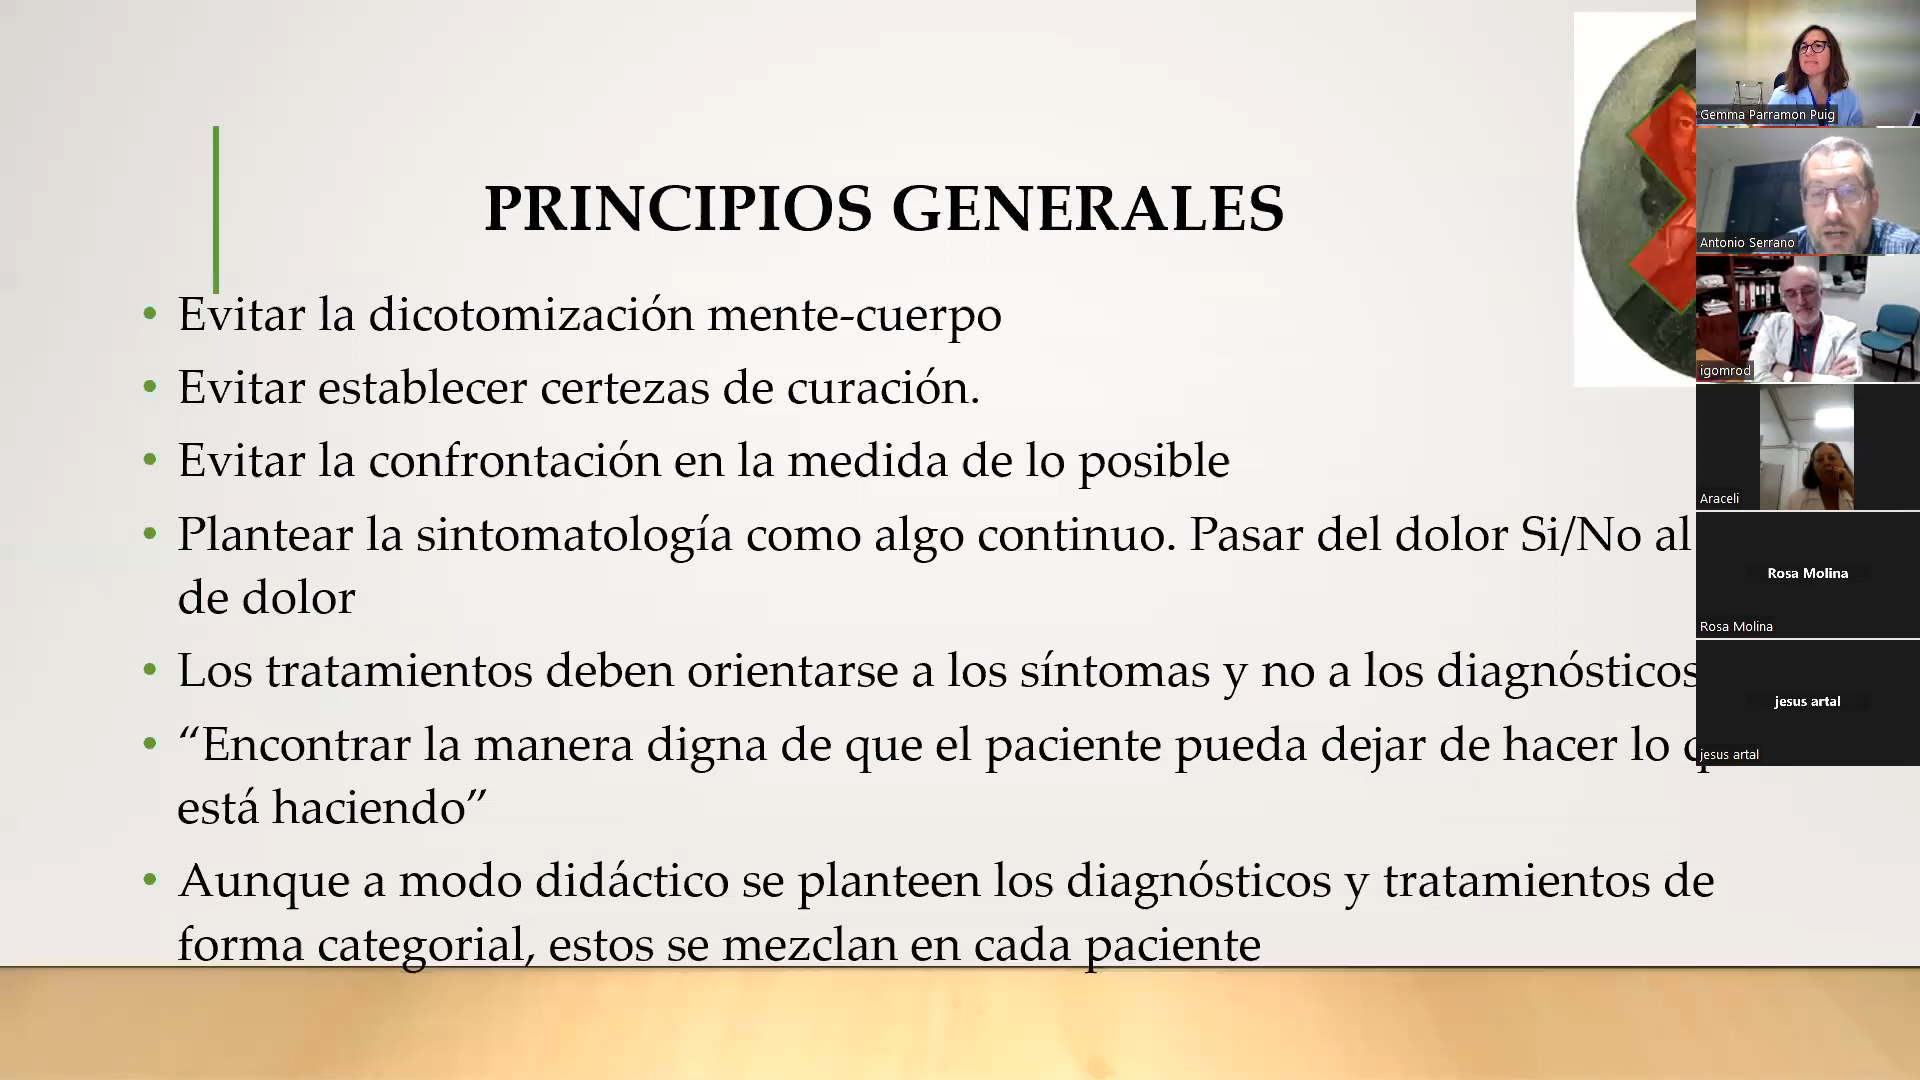 PRINCIPIOS GENERALES
• Evitar la dicotomización mente-cuerpo
• Evitar establecer certezas de curación.
• Evitar la confrontación en la medida de lo posible
• Plantear la sintomatología como algo continuo. Pasar del dolor Si/No al
de dolor
• Los tratamientos deben orientarse a los síntomas y no a los diagnósticos
• “Encontrar la manera digna de que el paciente pueda dejar de hacer lo
está haciendo”
• Aunque a modo didáctico se planteen los diagnósticos y tratamientos de
forma categorial, estos se mezclan en cada paciente
Gemma Parramon Puig
Antonio Serrano
igomrod
Araceli
Rosa Molina
Rosa Molina
jesus artal
jesus artal